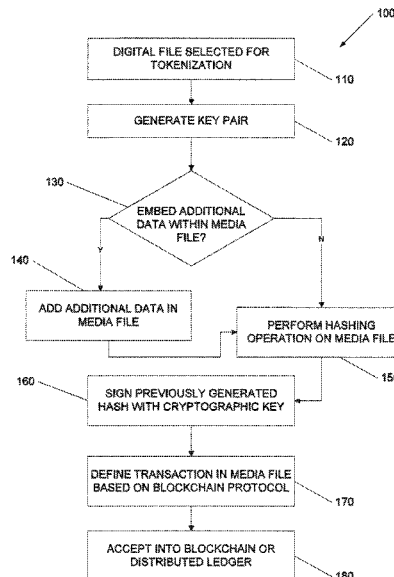 100
DIGITAL FILE SELECTED FOR
TOKENIZATION
110
GENERATE KEY PAIR
120
130
EMBED ADDITIONAL
DATA WITHIN MEDIA
FILE?
Y
N
140
ADD ADDITIONAL DATA IN
MEDIA FILE
PERFORM HASHING
OPERATION ON MEDIA FILE
150
160
SIGN PREVIOUSLY GENERATED
HASH WITH CRYPTOGRAPHIC KEY
DEFINE TRANSACTION IN MEDIA FILE
BASED ON BLOCKCHAIN PROTOCOL
170
ACCEPT INTO BLOCKCHAIN OR
DISTRIBUTED LEDGER
180